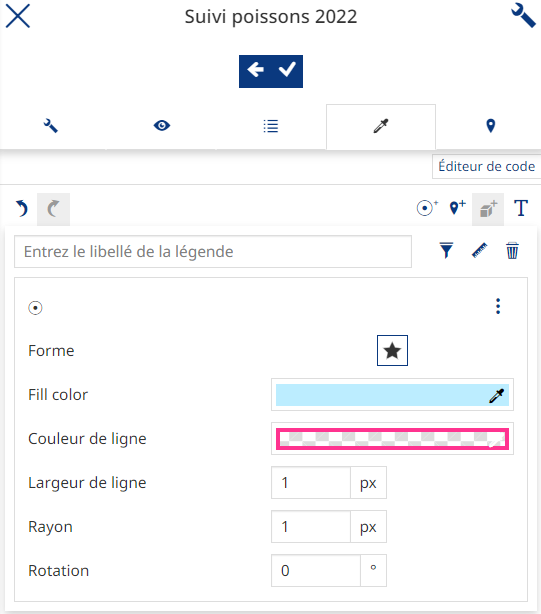 Suivi poissons 2022
Éditeur de code
T
Entrez le libellé de la légende
Forme
Fill color
Couleur de ligne
Largeur de ligne 1 px
Rayon 1 px
Rotation 0 °